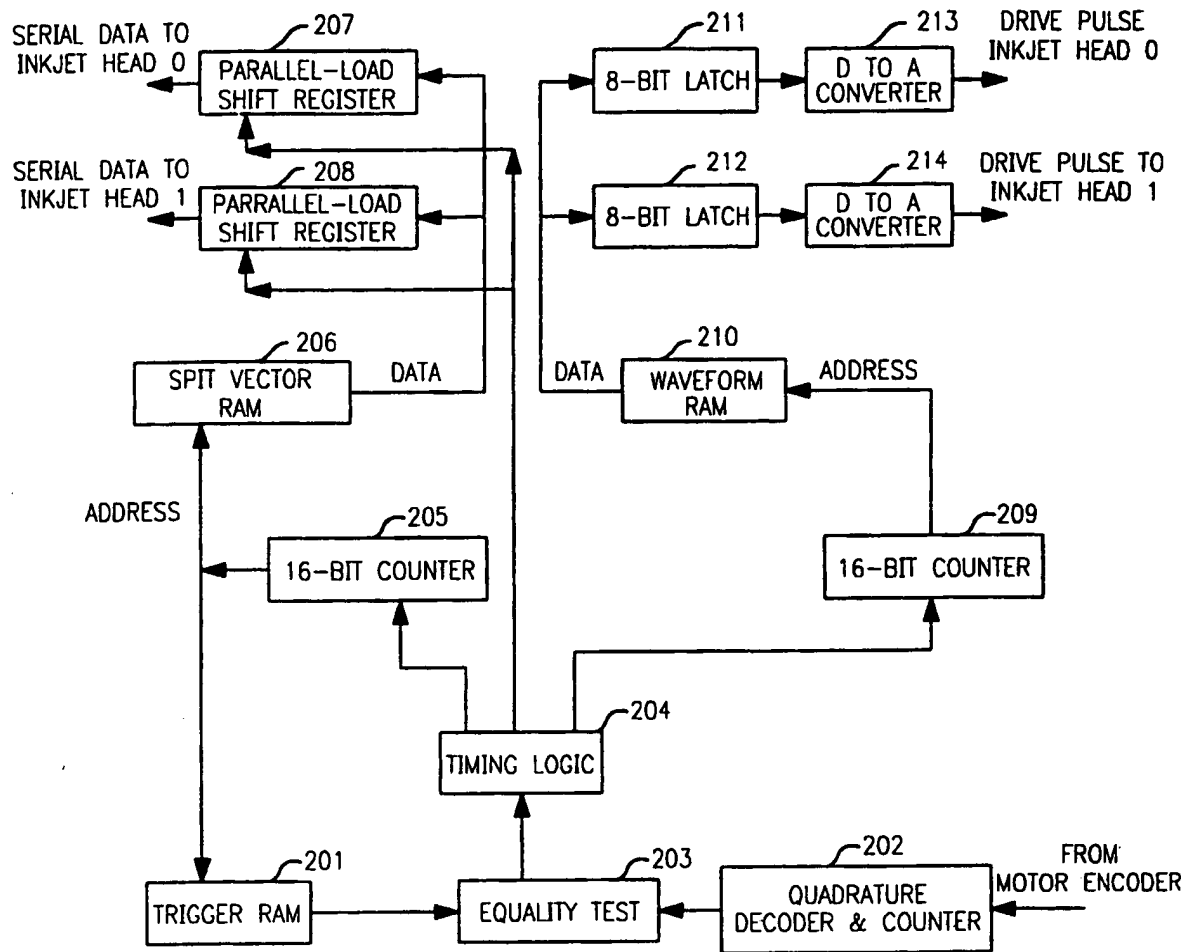 SERIAL DATA TO
INKJET HEAD 0
207
PARALLEL-LOAD
SHIFT REGISTER
211
8-BIT LATCH
213
D TO A
CONVERTER
DRIVE PULSE
INKJET HEAD 0
SERIAL DATA TO
INKJET HEAD 1
208
PARRALLEL-LOAD
SHIFT REGISTER
212
8-BIT LATCH
214
D TO A
CONVERTER
DRIVE PULSE TO
INKJET HEAD 1
206
SPIT VECTOR
RAM
DATA
DATA
210
WAVEFORM
RAM
ADDRESS
ADDRESS
205
16-BIT COUNTER
209
16-BIT COUNTER
204
TIMING LOGIC
201
TRIGGER RAM
203
EQUALITY TEST
202
QUADRATURE
DECODER & COUNTER
FROM
MOTOR ENCODER